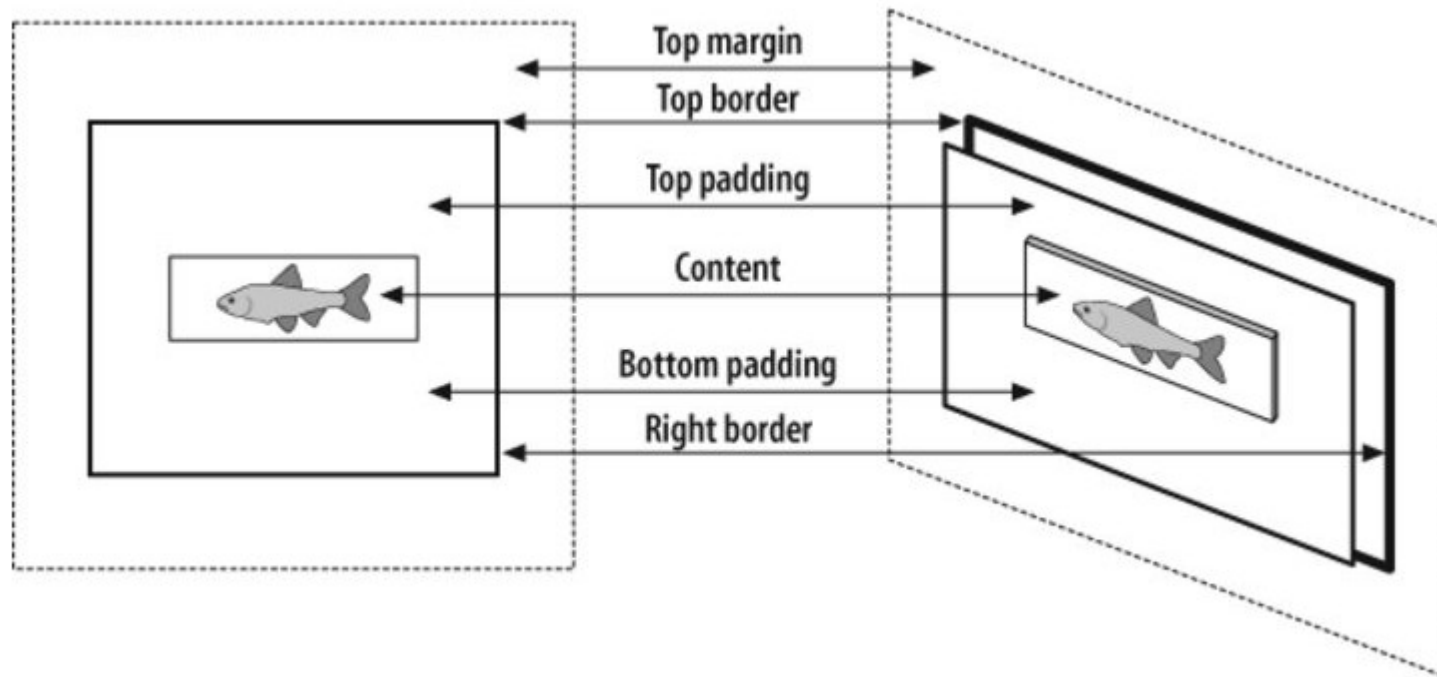 Top margin
Top border
Top padding
Content
Bottom padding
Right border